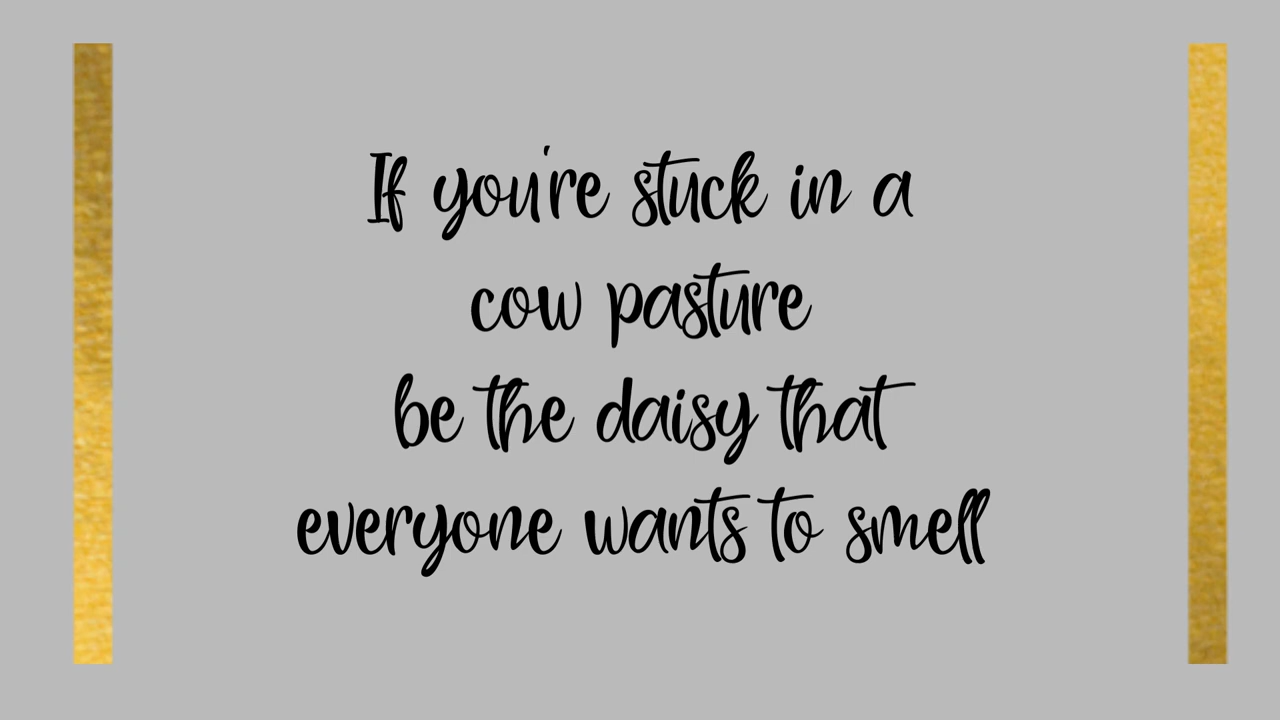 If you're stuck in a
cow pasture
be the daisy that
everyone wants to smell